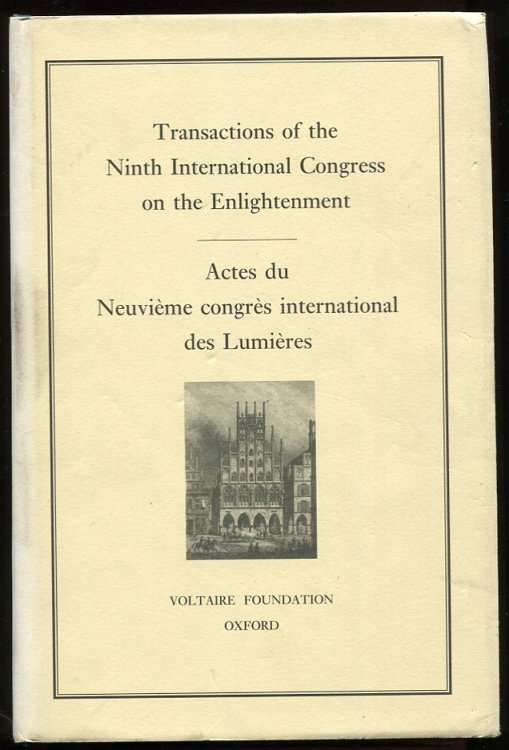 Transactions of the
Ninth International Congress
on the Enlightenment
Actes du
Neuvième congrès international
des Lumières
VOLTAIRE FOUNDATION
OXFORD